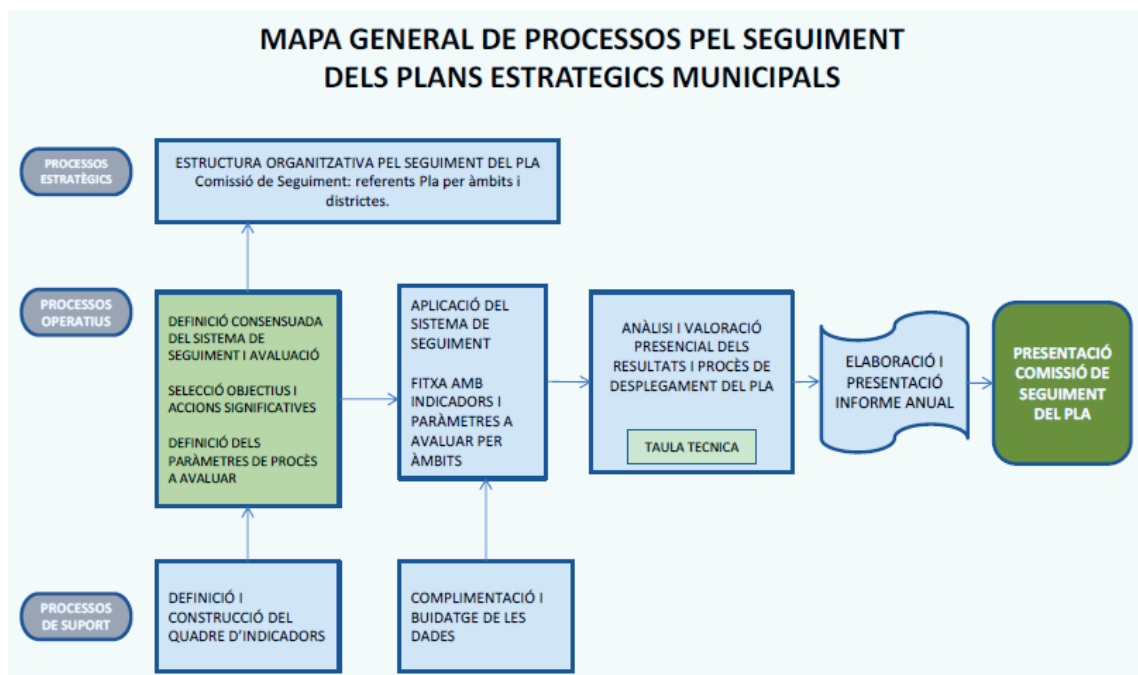 MAPA GENERAL DE PROCESSOS PEL SEGUIMENT
DELS PLANS ESTRATEGICS MUNICIPALS
PROCESSOS
ESTRATÈGICS
ESTRUCTURA ORGANITZATIVA PEL SEGUIMENT DEL PLA
Comissió de Seguiment: referents Pla per àmbits i
districtes.
PROCESSOS
OPERATIUS
DEFINICIÓ CONSENSUADA
DEL SISTEMA DE
SEGUIMENT I AVALUACIÓ
SELECCIÓ OBJECTIUS I
ACCIONS SIGNIFICATIVES
DEFINICIÓ DELS
PARÀMETRES DE PROCÈS
A AVALUAR
APLICACIÓ DEL
SISTEMA DE
SEGUIMENT
FITXA AMB
INDICADORS I
PARÀMETRES A
AVALUAR PER
ÀMBITS
ANÀLISI I VALORACIÓ
PRESENCIAL DELS
RESULTATS I PROCÈS DE
DESPLEGAMENT DEL PLA
TAULA TECNICA
ELABORACIÓ I
PRESENTACIÓ
INFORME ANUAL
PRESENTACIÓ
COMISSIÓ DE
SEGUIMENT
DEL PLA
PROCESSOS
DE SUPORT
DEFINICIÓ I
CONSTRUCCIÓ DEL
QUADRE D'INDICADORS
COMPLIMENTACIÓ I
BUIDATGE DE LES
DADES